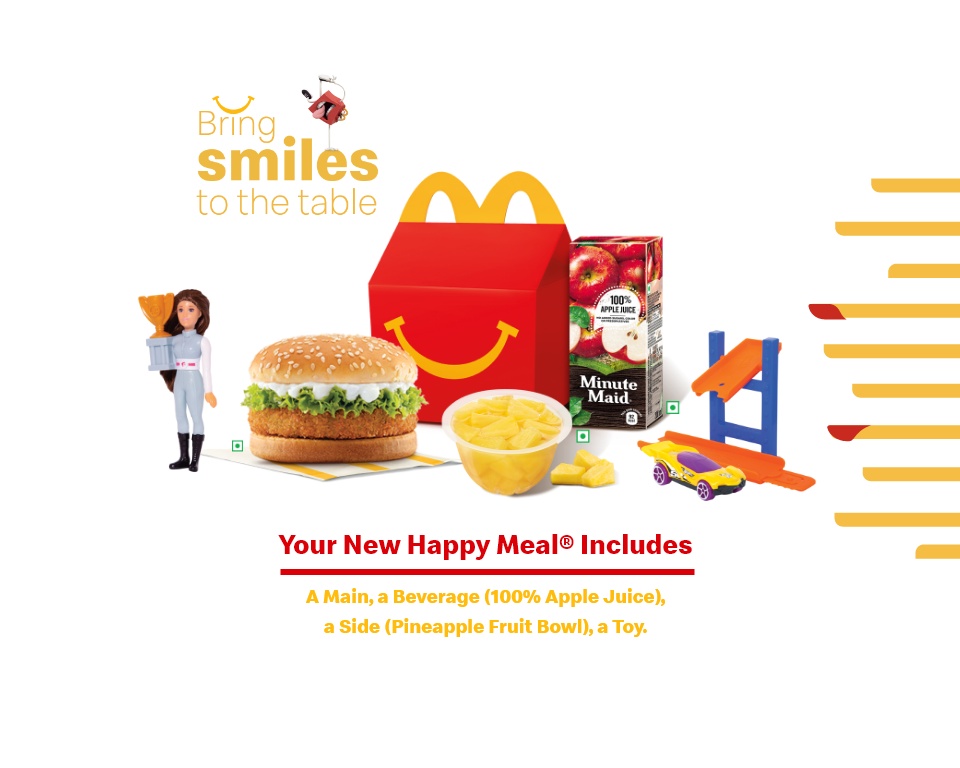 Bring
smiles
to the table
100%
APPLE JUICE
Minute
Maid
Your New Happy Meal® Includes
A Main, a Beverage (100% Apple Juice),
a Side (Pineapple Fruit Bowl), a Toy.